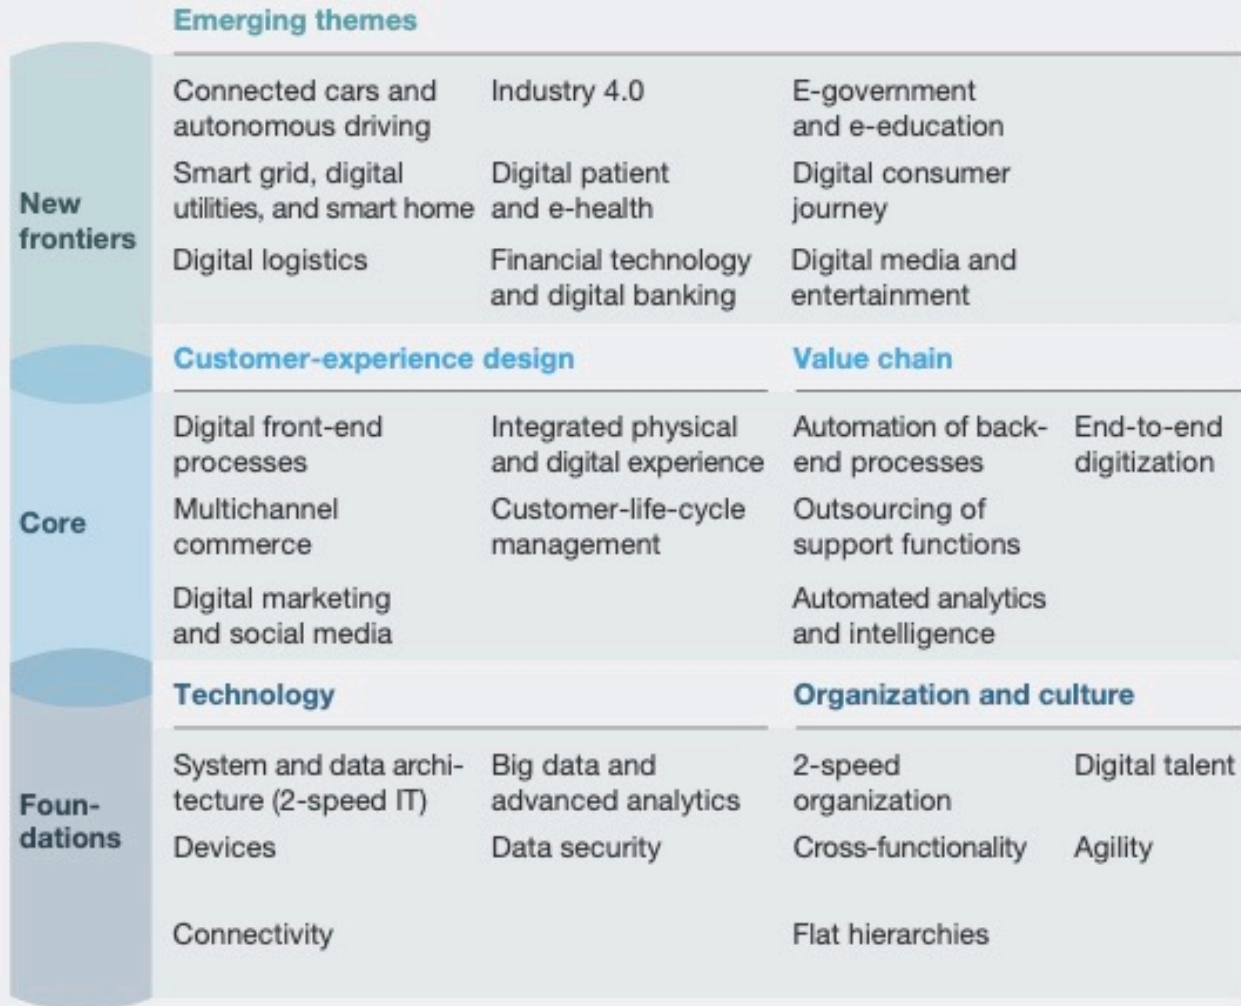 Emerging themes
Connected cars and
autonomous driving
Industry 4.0
E-government
and e-education
New
frontiers
Smart grid, digital
utilities, and smart home
Digital patient
and e-health
Digital consumer
journey
Digital logistics
Financial technology
and digital banking
Digital media and
entertainment
Customer-experience design
Value chain
Core
Digital front-end
processes
Integrated physical
and digital experience
Automation of back-
end processes
End-to-end
digitization
Multichannel
commerce
Customer-life-cycle
management
Outsourcing of
support functions
Digital marketing
and social media
Automated analytics
and intelligence
Technology
Organization and culture
Foun-
dations
System and data archi-
tecture (2-speed IT)
Big data and
advanced analytics
2-speed
organization
Digital talent
Devices
Data security
Cross-functionality
Agility
Connectivity
Flat hierarchies